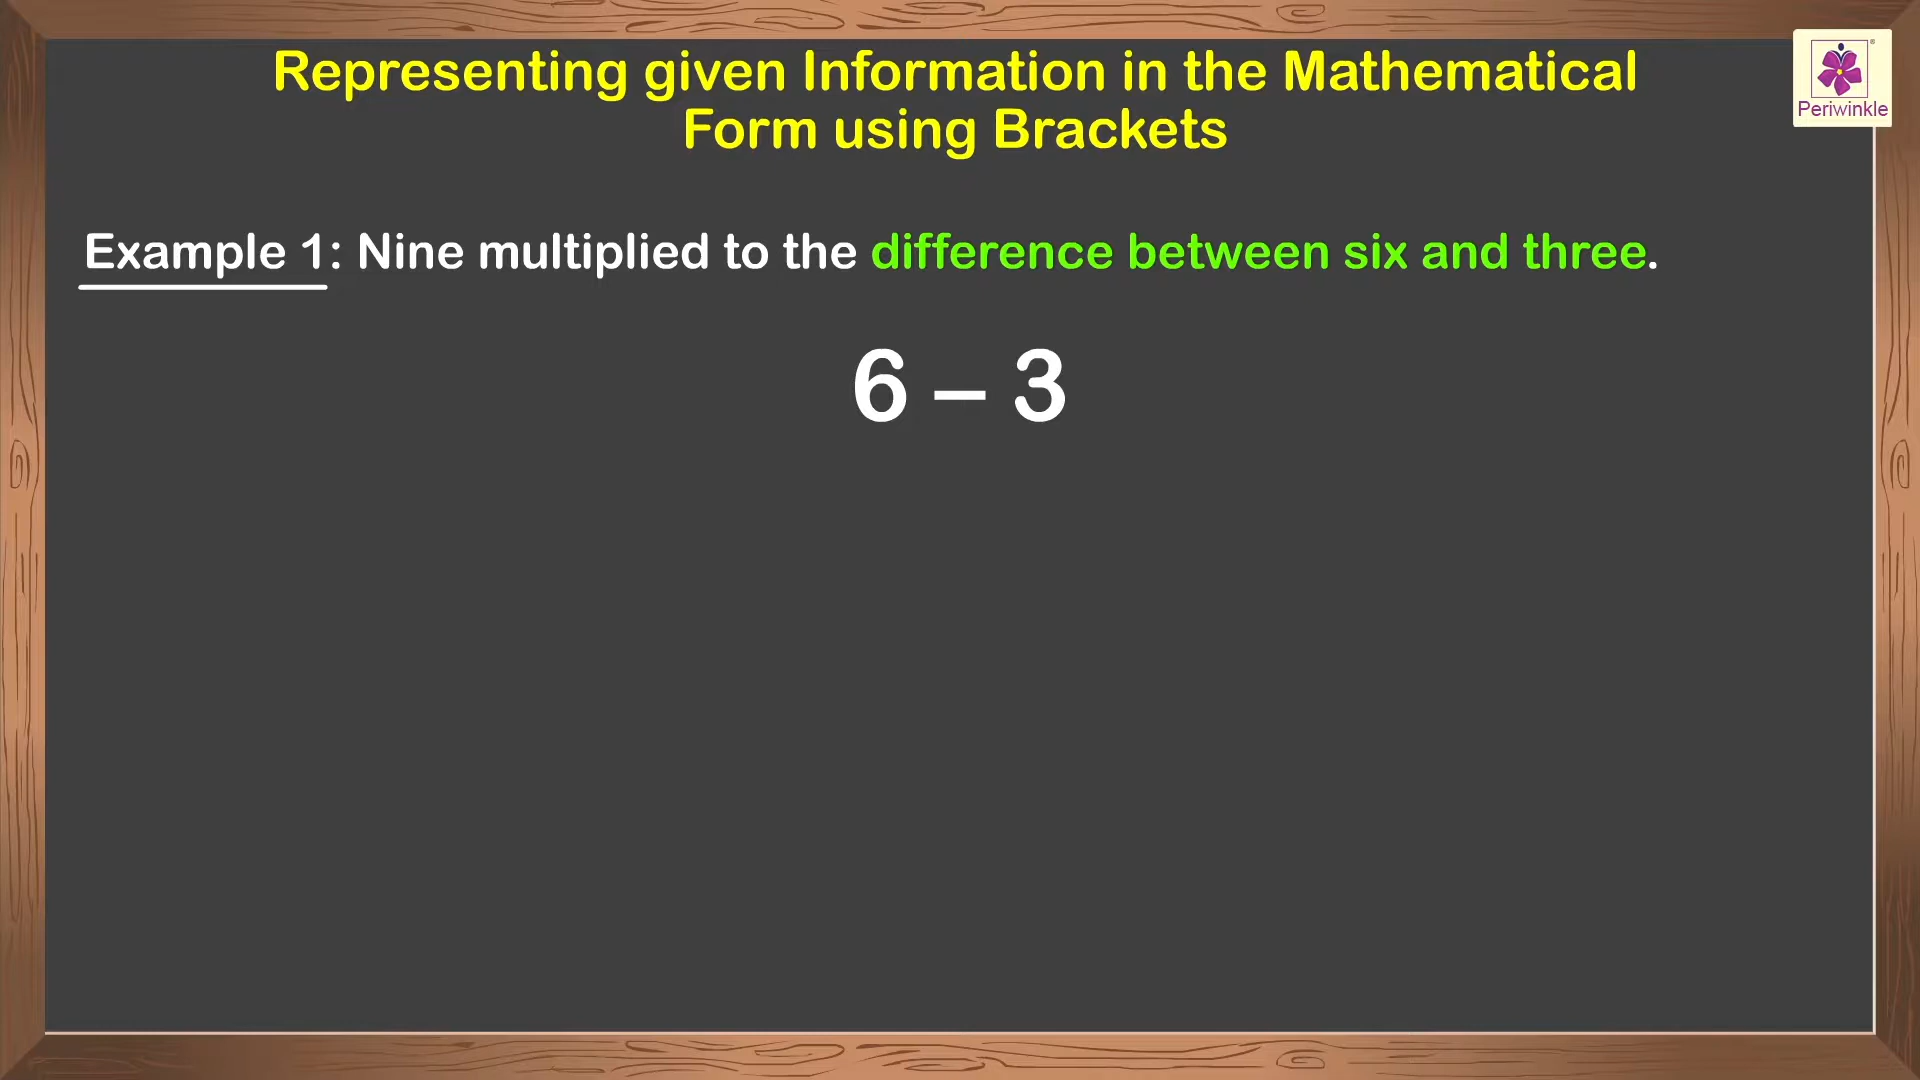 Representing given Information in the Mathematical
Form using Brackets
Periwinkle
Example 1: Nine multiplied to the difference between six and three.
6 – 3